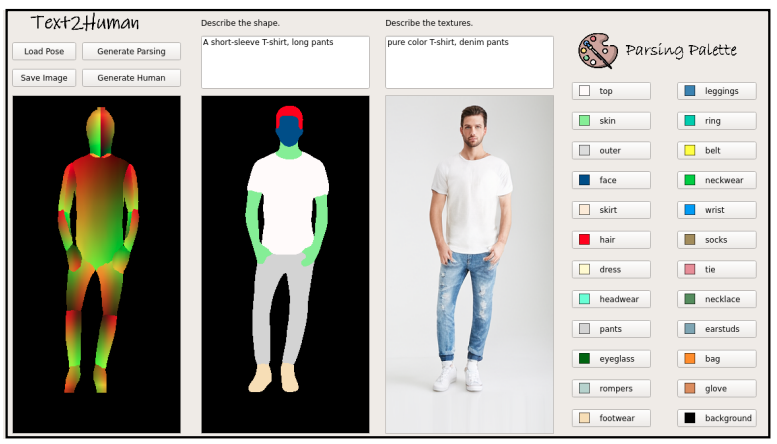 Text2Human
Load Pose
Generate Parsing
Save Image
Generate Human
Describe the shape.
A short-sleeve T-shirt, long pants
Describe the textures.
pure color T-shirt, denim pants
Parsing Palette
top
leggings
skin
ring
outer
belt
face
neckwear
skirt
wrist
hair
socks
dress
tie
headwear
necklace
pants
earstuds
eyeglass
bag
rompers
glove
footwear
background